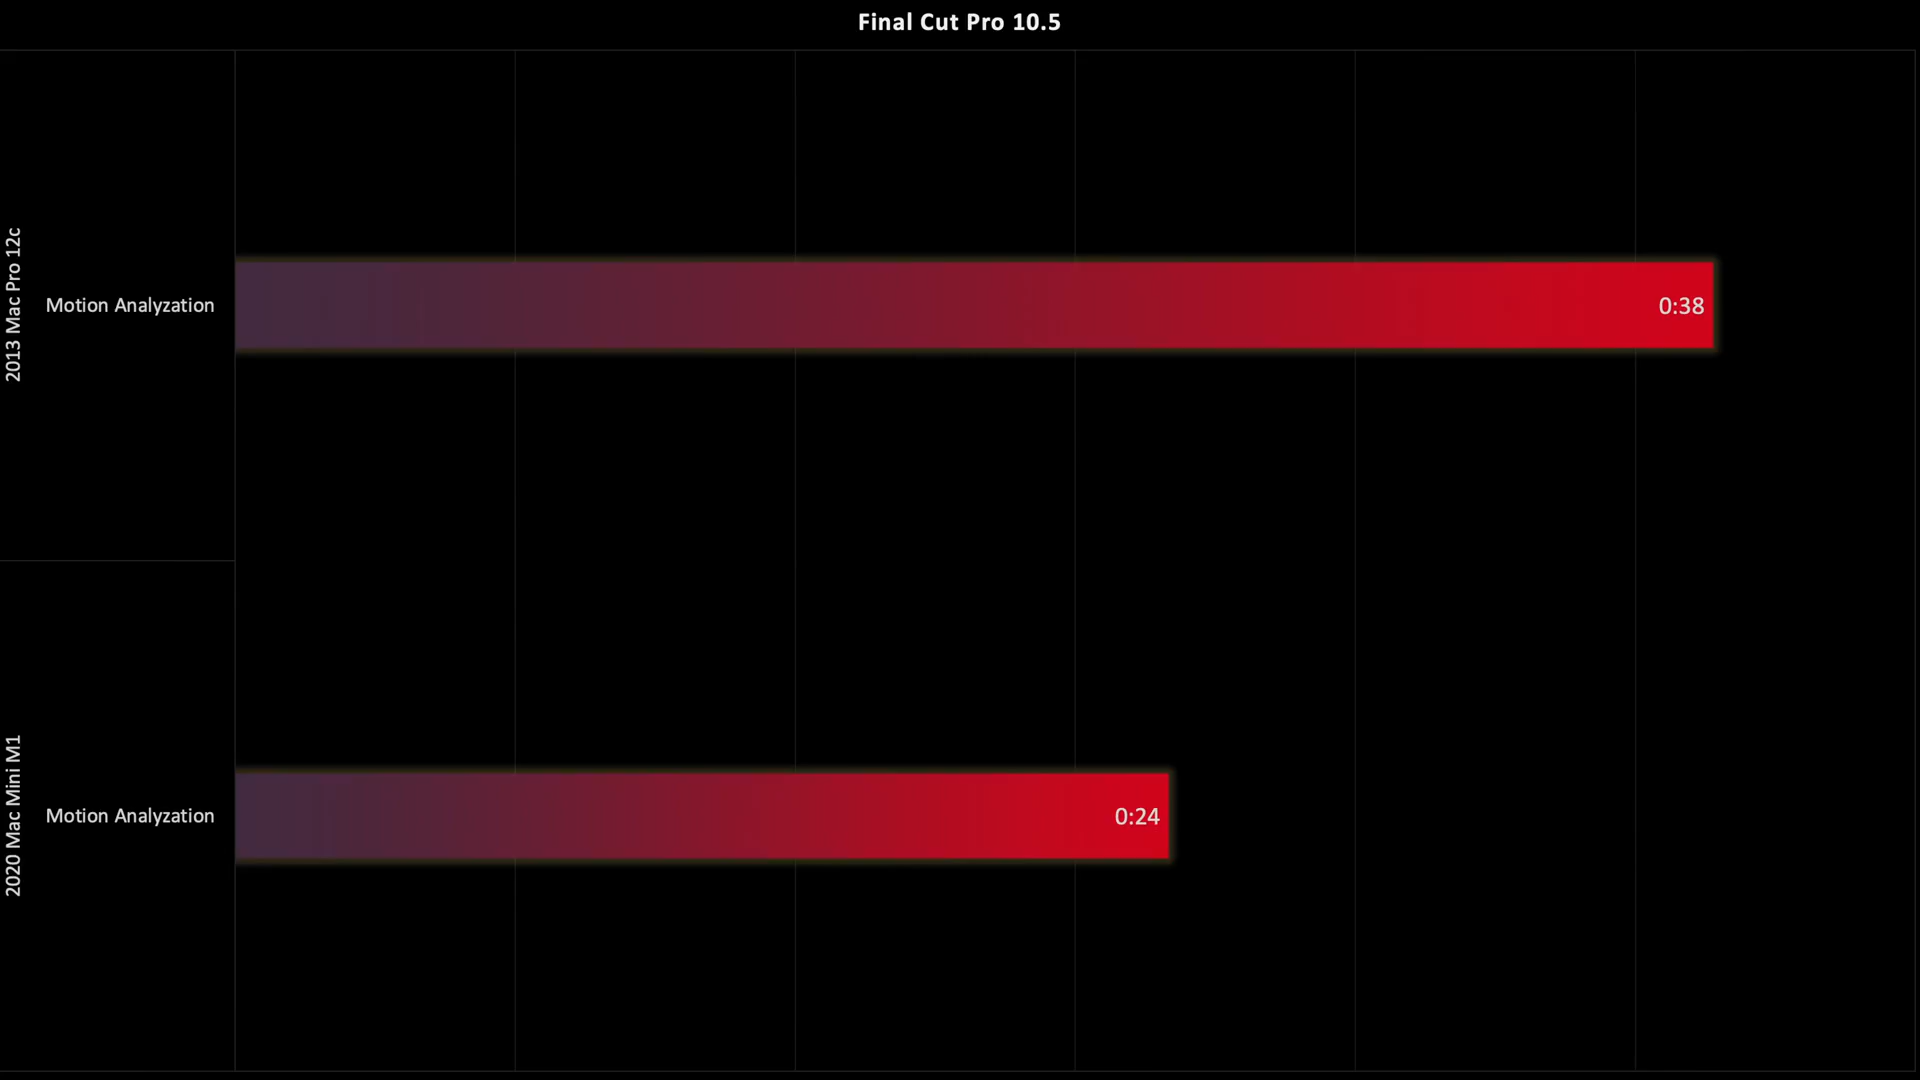 Final Cut Pro 10.5
2013 Mac Pro 12c
Motion Analyzation
0:38
2020 Mac Mini M1
Motion Analyzation
0:24